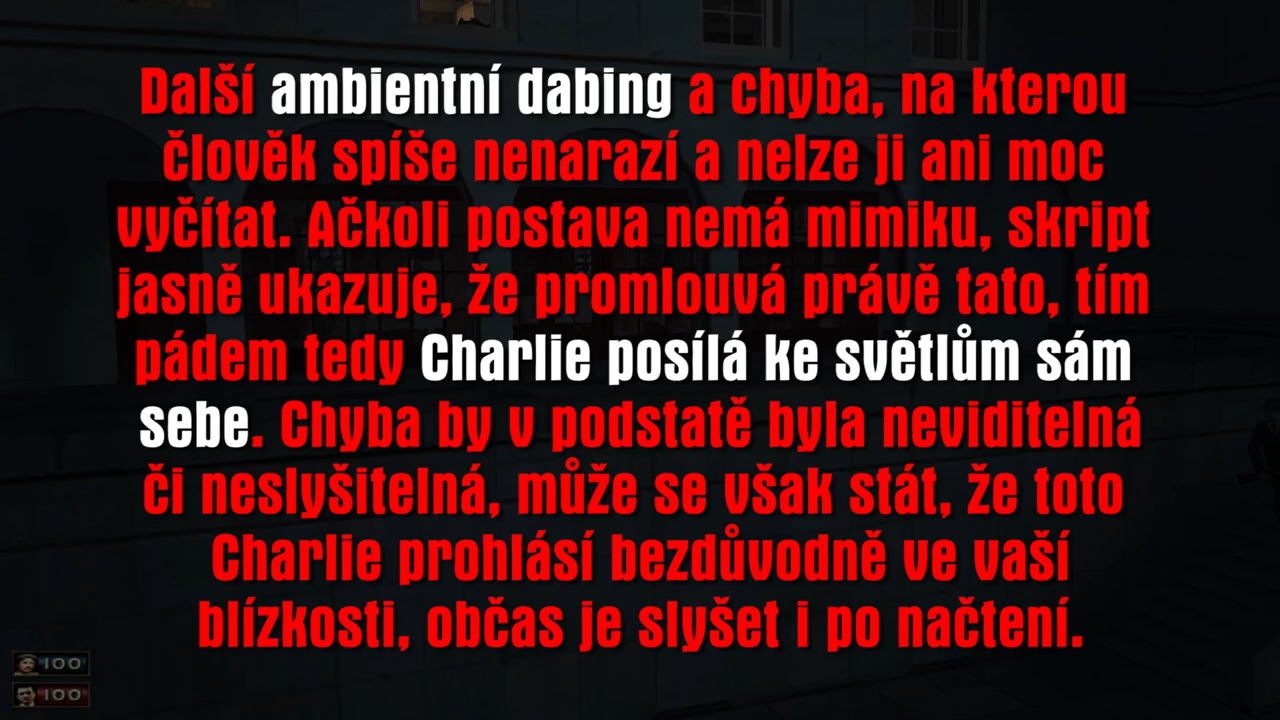 Další ambientní dabing a chyba, na kterou
člověk spíše nenarazí a nelze ji ani moc
vyčítat. Ačkoli postava nemá mimiku, skript
jasně ukazuje, že promlouvá právě tato, tím
pádem tedy Charlie posílá ke světlům sám
sebe. Chyba by v podstatě byla neviditelná
či neslyšitelná, může se však stát, že toto
Charlie prohlásí bezdůvodně ve vaší
blízkosti, občas je slyšet i po načtení.
100
100